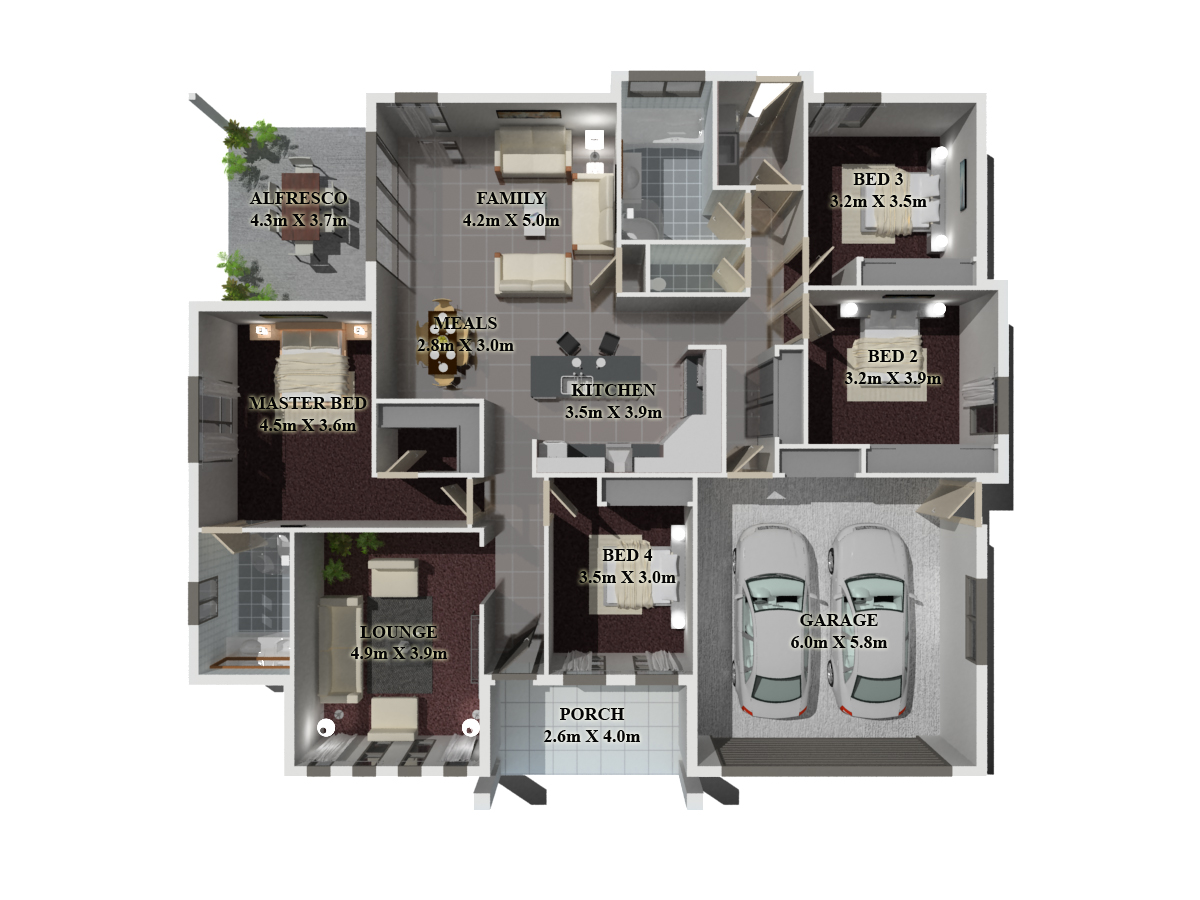 BED 3
3.2m X 3.5m
ALFRESCO
4.3m X 3.7m
FAMILY
4.2m X 5.0m
MEALS
2.8m X 3.0m
BED 2
3.2m X 3.9m
KITCHEN
3.5m X 3.9m
MASTER BED
4.5m X 3.6m
BED 4
3.5m X 3.0m
GARAGE
6.0m X 5.8m
LOUNGE
4.9m X 3.9m
PORCH
2.6m X 4.0m